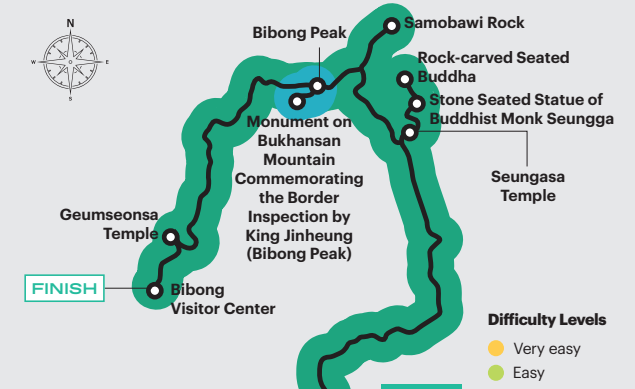 N
W
E
S
Samobawi Rock
Bibong Peak
Rock-carved Seated
Buddha
Stone Seated Statue of
Buddhist Monk Seungga
Monument on
Bukhansan
Mountain
Commemorating
the Border
Inspection by
King Jinheung
(Bibong Peak)
Seungasa
Temple
Geumseonsa
Temple
FINISH
Bibong
Visitor Center
Difficulty Levels
Very easy
Easy